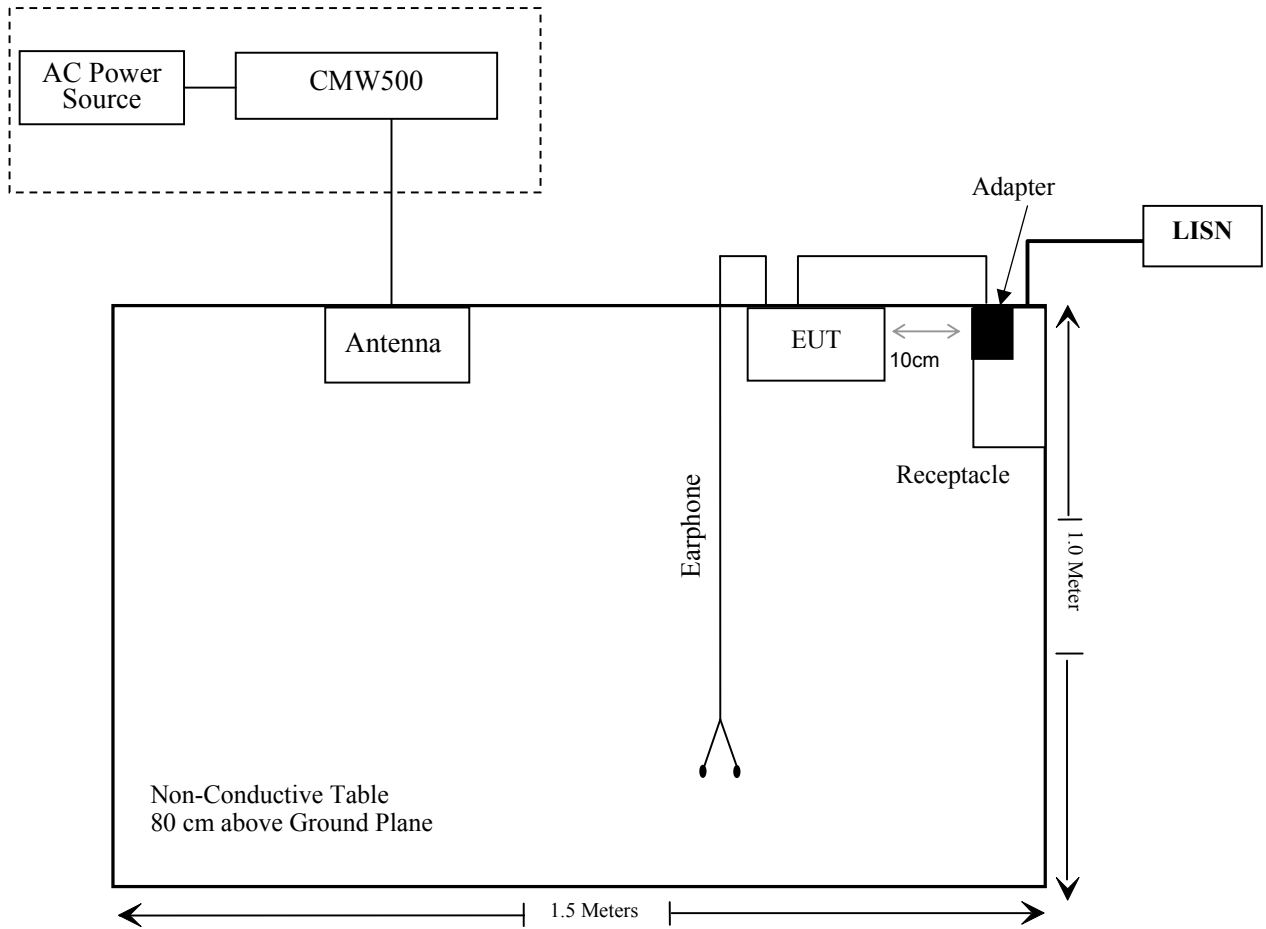 AC Power
Source
CMW500
Adapter
LISN
Antenna
EUT
10cm
Receptacle
Earphone
1.0 Meter
Non-Conductive Table
80 cm above Ground Plane
1.5 Meters